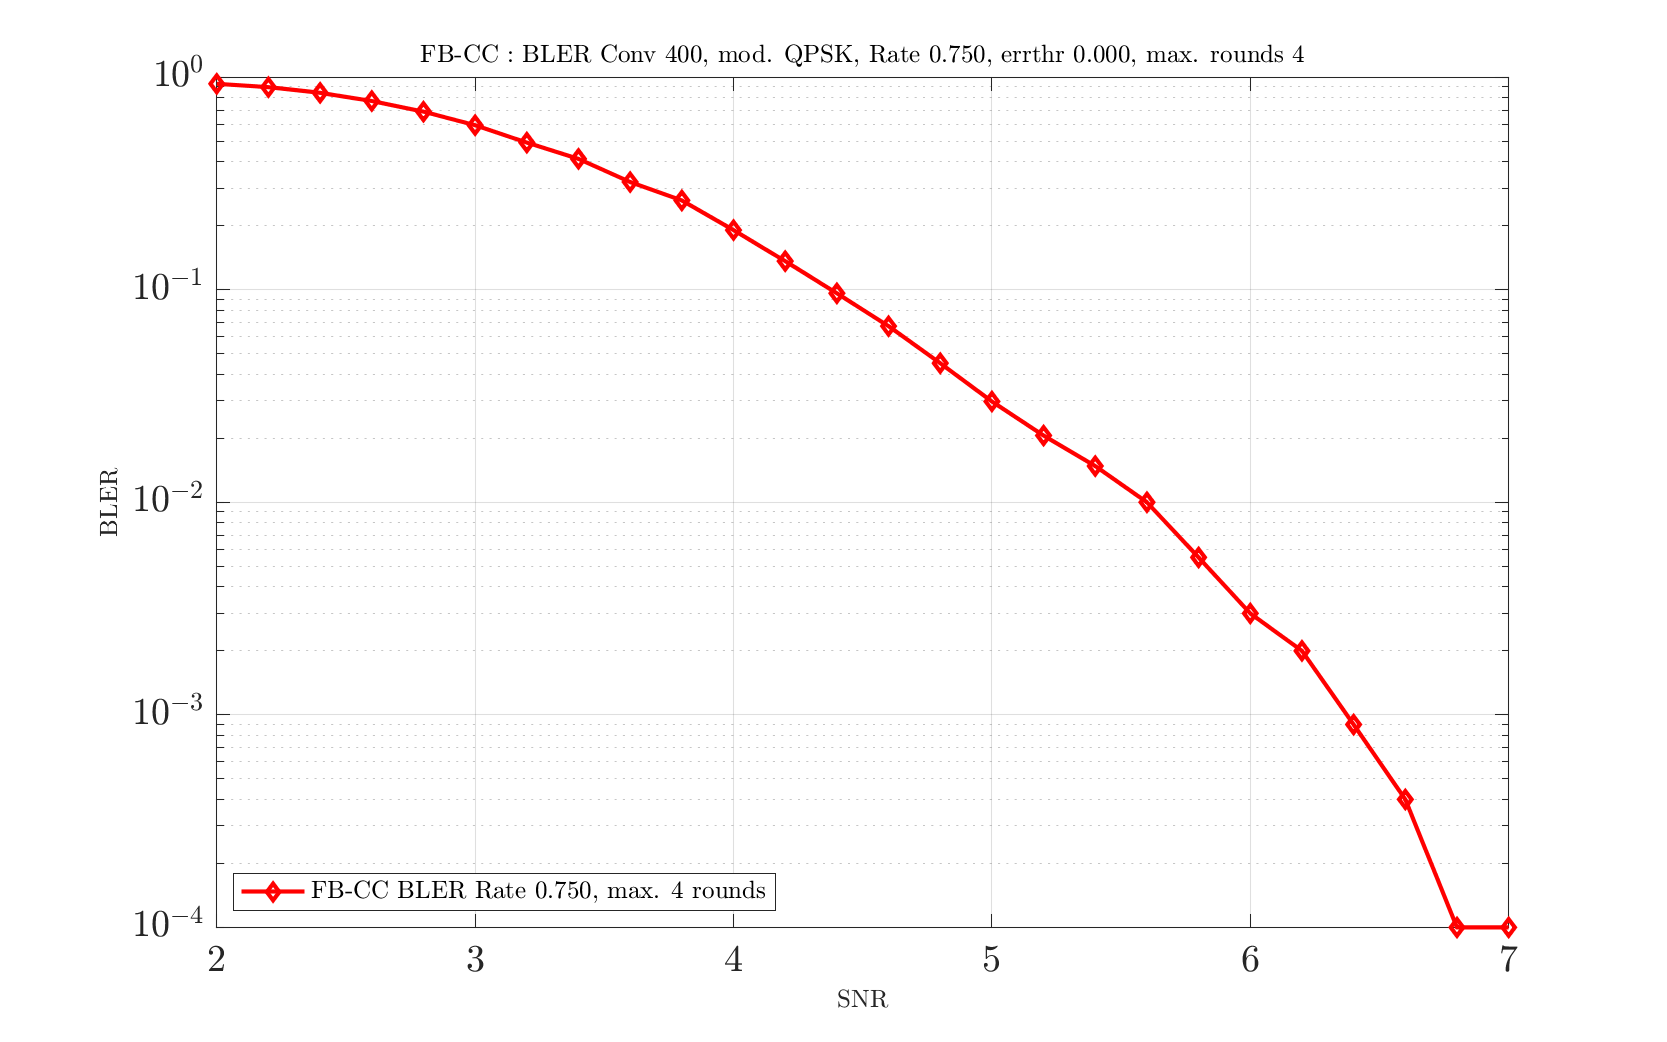 FB-CC : BLER Conv 400, mod. QPSK, Rate 0.750, errthr 0.000, max. rounds 4
10⁰
10⁻¹
10⁻²
10⁻³
10⁻⁴
BLER
FB-CC BLER Rate 0.750, max. 4 rounds
2 3 4 5 6 7
SNR